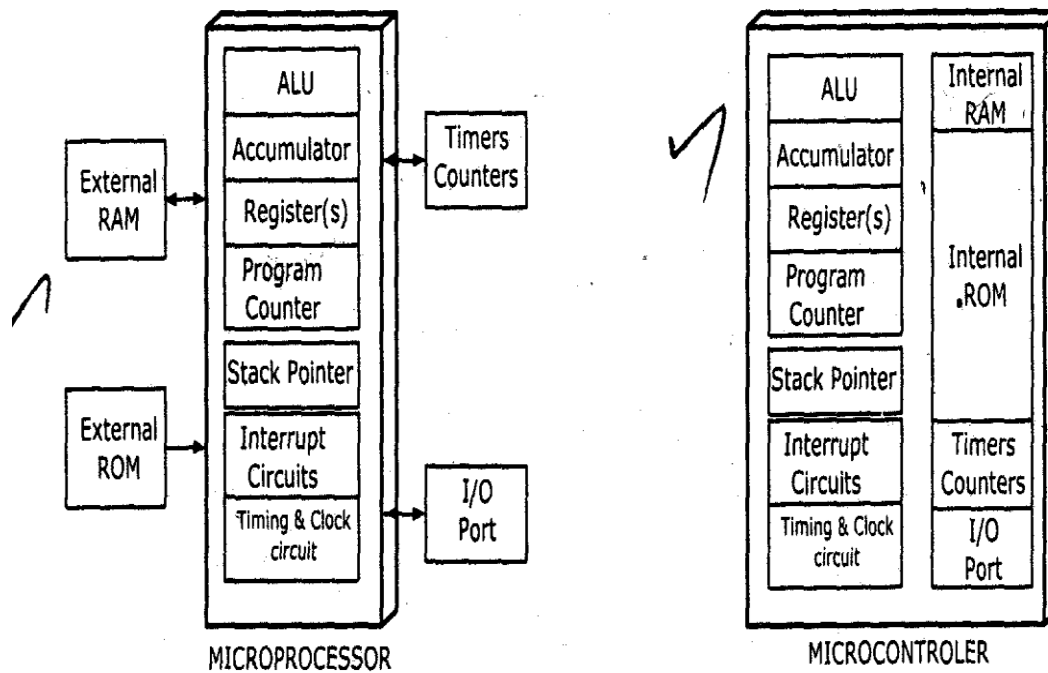 ALU
Accumulator
Register(s)
Program
Counter
Stack Pointer
Interrupt
Circuits
Timing & Clock
circuit
External
RAM
External
ROM
Timers
Counters
I/O
Port
MICROPROCESSOR
ALU
Accumulator
Register(s)
Program
Counter
Stack Pointer
Interrupt
Circuits
Timing & Clock
circuit
Internal
RAM
Internal
ROM
Timers
Counters
I/O
Port
MICROCONTROLER